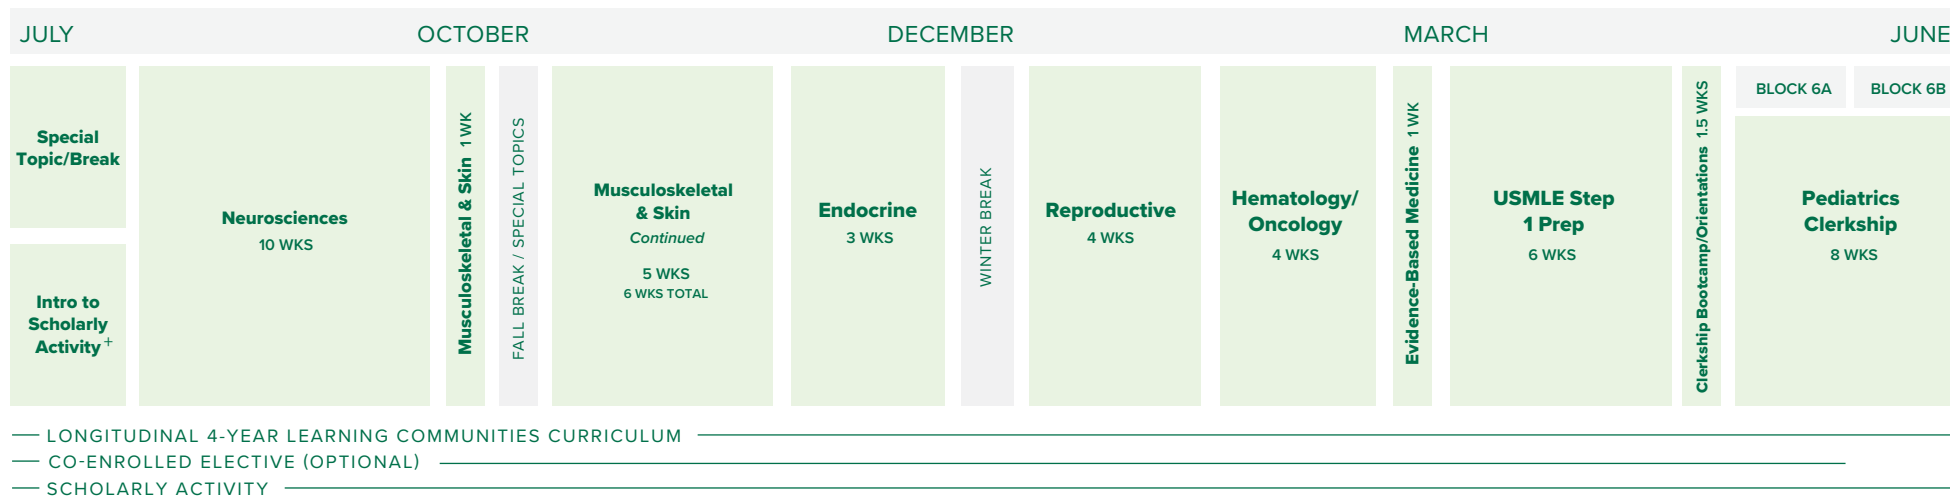 JULY OCTOBER DECEMBER MARCH JUNE
Special
Topic/Break
Intro to
Scholarly
Activity+
Neurosciences
10 WKS
Musculoskeletal & Skin 1 WK
FALL BREAK / SPECIAL TOPICS
Musculoskeletal
& Skin
Continued
5 WKS
6 WKS TOTAL
Endocrine
3 WKS
WINTER BREAK
Reproductive
4 WKS
Hematology/
Oncology
4 WKS
Evidence-Based Medicine 1 WK
USMLE Step
1 Prep
6 WKS
Clerkship Bootcamp/Orientations 1.5 WKS
BLOCK 6A BLOCK 6B
Pediatrics
Clerkship
8 WKS
LONGITUDINAL 4-YEAR LEARNING COMMUNITIES CURRICULUM
CO-ENROLLED ELECTIVE (OPTIONAL)
SCHOLARLY ACTIVITY